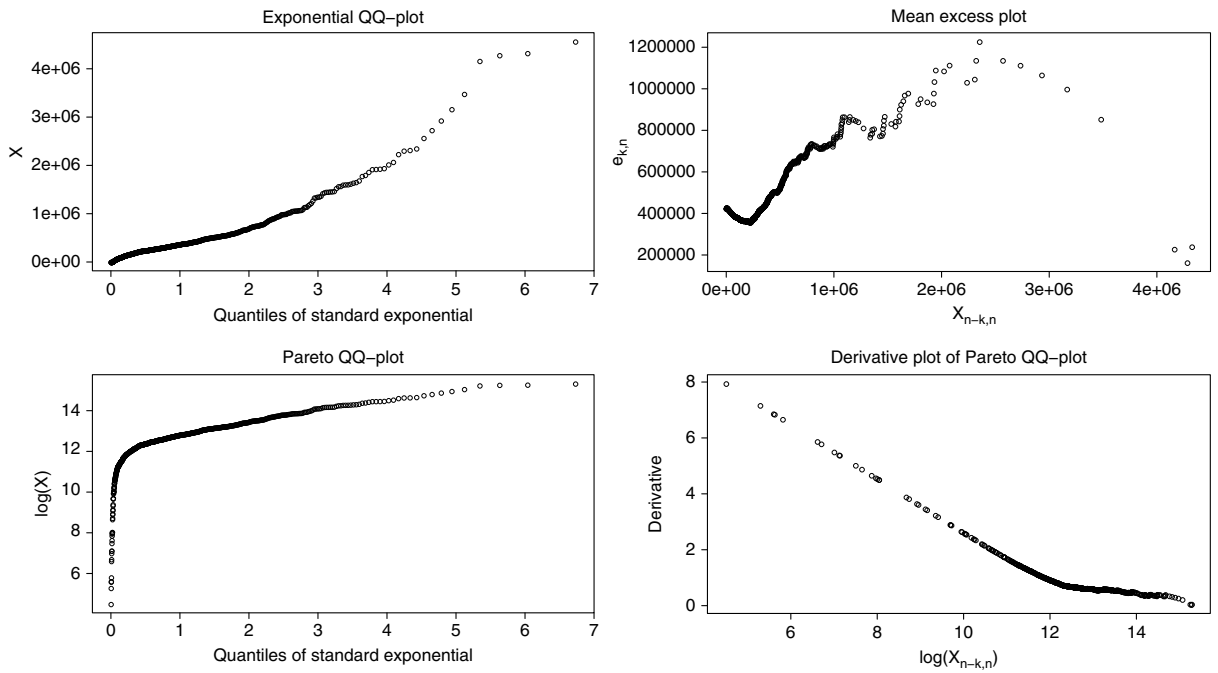 Exponential QQ−plot
X
4e+06
3e+06
2e+06
1e+06
0e+00
0 1 2 3 4 5 6 7
Quantiles of standard exponential
Mean excess plot
e_{k,n}
1200000
1000000
800000
600000
400000
200000
0e+00 1e+06 2e+06 3e+06 4e+06
X_{n−k,n}
Pareto QQ−plot
log(X)
14
12
10
8
6
0 1 2 3 4 5 6 7
Quantiles of standard exponential
Derivative plot of Pareto QQ−plot
Derivative
8
6
4
2
0
6 8 10 12 14
log(X_{n−k,n})